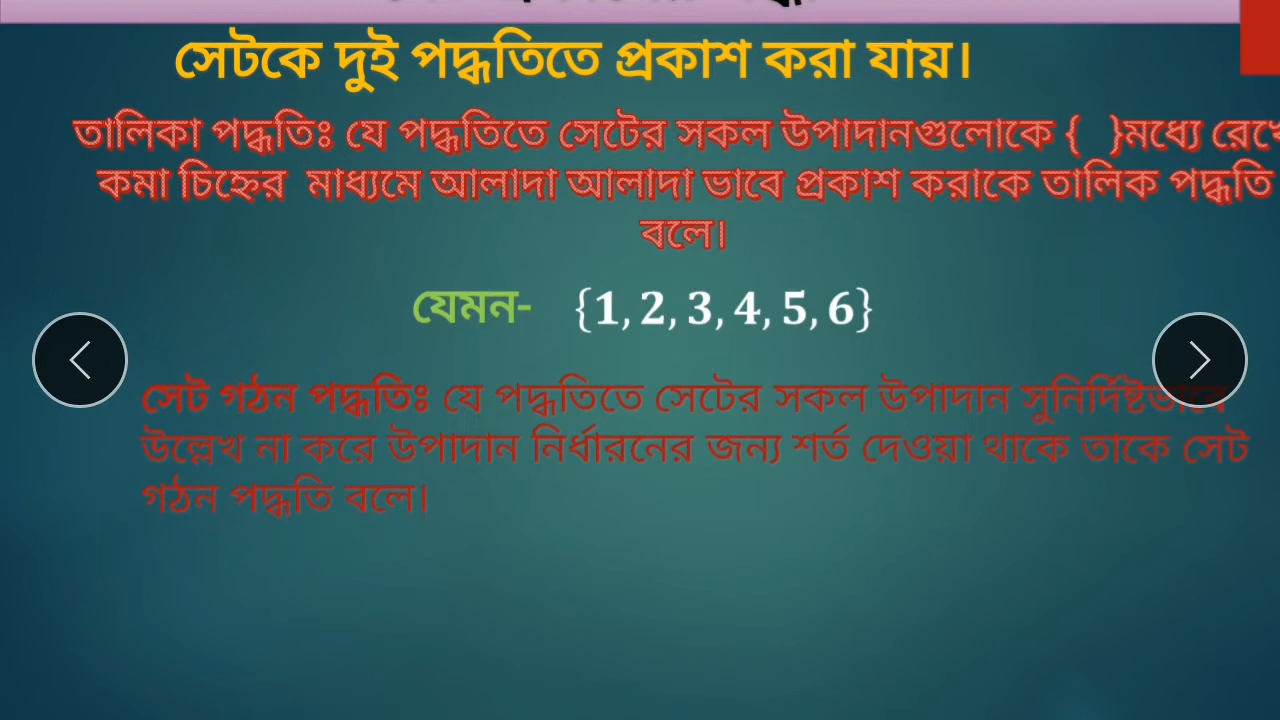 সেটকে দুই পদ্ধতিতে প্রকাশ করা যায়।
তালিকা পদ্ধতিঃ যে পদ্ধতিতে সেটের সকল উপাদানগুলোকে { }মধ্যে রেখে
কমা চিহ্নের মাধ্যমে আলাদা আলাদা ভাবে প্রকাশ করাকে তালিক পদ্ধতি
বলে।
যেমন- {1, 2, 3, 4, 5, 6}
সেট গঠন পদ্ধতিঃ যে পদ্ধতিতে সেটের সকল উপাদান সুনির্দিষ্টভাবে
উল্লেখ না করে উপাদান নির্ধারনের জন্য শর্ত দেওয়া থাকে তাকে সেট
গঠন পদ্ধতি বলে।